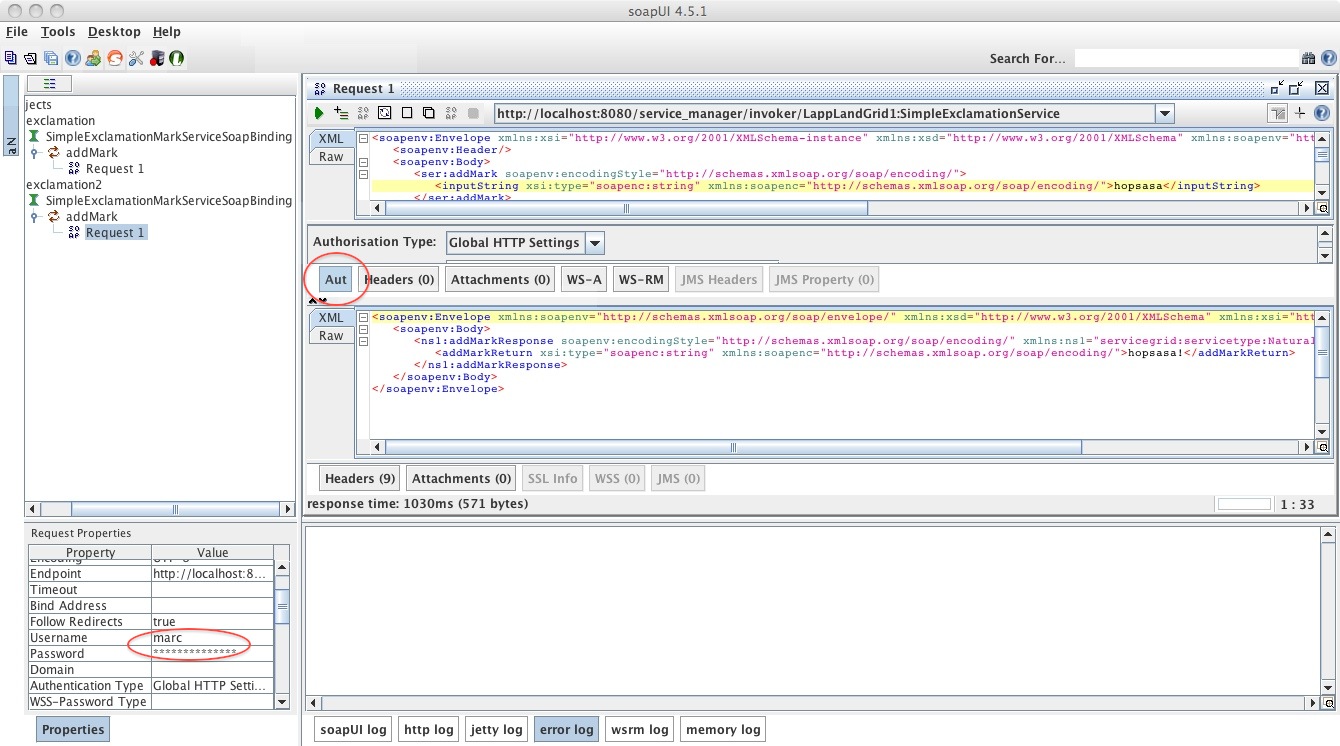 soapUI 4.5.1
File Tools Desktop Help
Search For...
Na
jects
exclamation
SimpleExclamationMarkServiceSoapBinding
addMark
Request 1
exclamation2
SimpleExclamationMarkServiceSoapBinding
addMark
Request 1
Request 1
http://localhost:8080/service_manager/invoker/LappLandGrid1:SimpleExclamationService
XML
Raw
<soapenv:Envelope xmlns:xsi="http://www.w3.org/2001/XMLSchema-instance" xmlns:xsd="http://www.w3.org/2001/XMLSchema" xmlns:soapenv="htt
<soapenv:Header/>
<soapenv:Body>
<ser:addMark soapenv:encodingStyle="http://schemas.xmlsoap.org/soap/encoding/">
<inputString xsi:type="soapenc:string" xmlns:soapenc="http://schemas.xmlsoap.org/soap/encoding/">hopsasa</inputString>
</ser:addMark>
Authorisation Type: Global HTTP Settings
Aut Headers (0) Attachments (0) WS-A WS-RM JMS Headers JMS Property (0)
XML
Raw
<soapenv:Envelope xmlns:soapenv="http://schemas.xmlsoap.org/soap/envelope/" xmlns:xsd="http://www.w3.org/2001/XMLSchema" xmlns:xsi="htt
<soapenv:Body>
<ns1:addMarkResponse soapenv:encodingStyle="http://schemas.xmlsoap.org/soap/encoding/" xmlns:ns1="servicegrid:servicetype:Natural
<addMarkReturn xsi:type="soapenc:string" xmlns:soapenc="http://schemas.xmlsoap.org/soap/encoding/">hopsasa!</addMarkReturn>
</ns1:addMarkResponse>
</soapenv:Body>
</soapenv:Envelope>
Headers (9) Attachments (0) SSL Info WSS (0) JMS (0)
response time: 1030ms (571 bytes)
1 : 33
Request Properties
Property Value
Encoding UTF-8
Endpoint http://localhost:8...
Timeout
Bind Address
Follow Redirects true
Username marc
Password **************
Domain
Authentication Type Global HTTP Setti...
WSS-Password Type
Properties
soapUI log http log jetty log error log wsrm log memory log